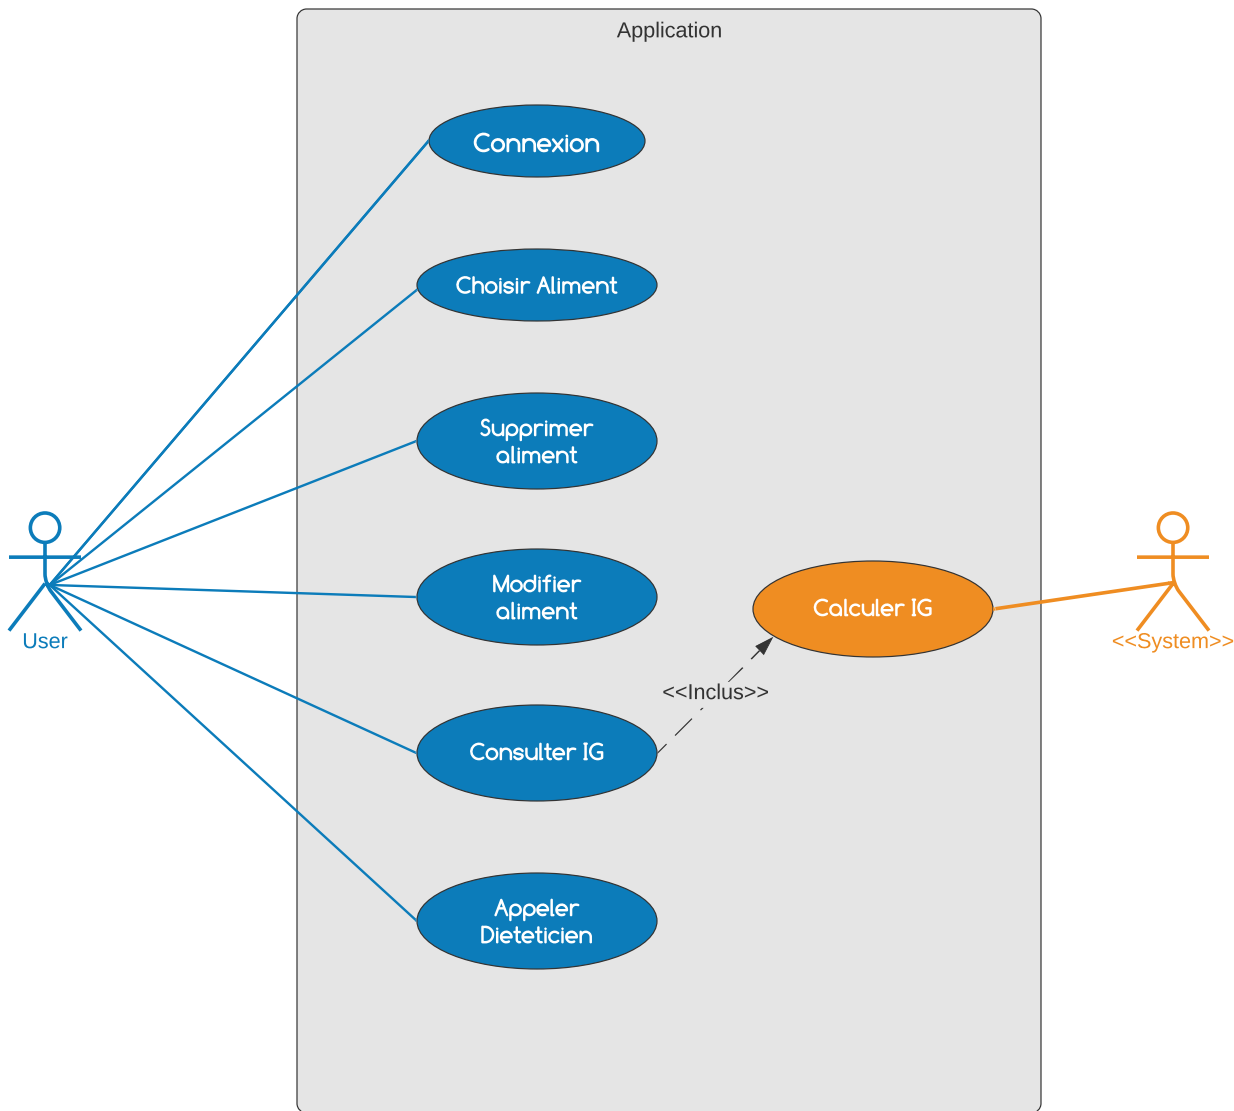 Application
Connexion
Choisir Aliment
Supprimer
aliment
Modifier
aliment
Calculer IG
User
<<System>>
<<Inclus>>
Consulter IG
Appeler
Dieteticien